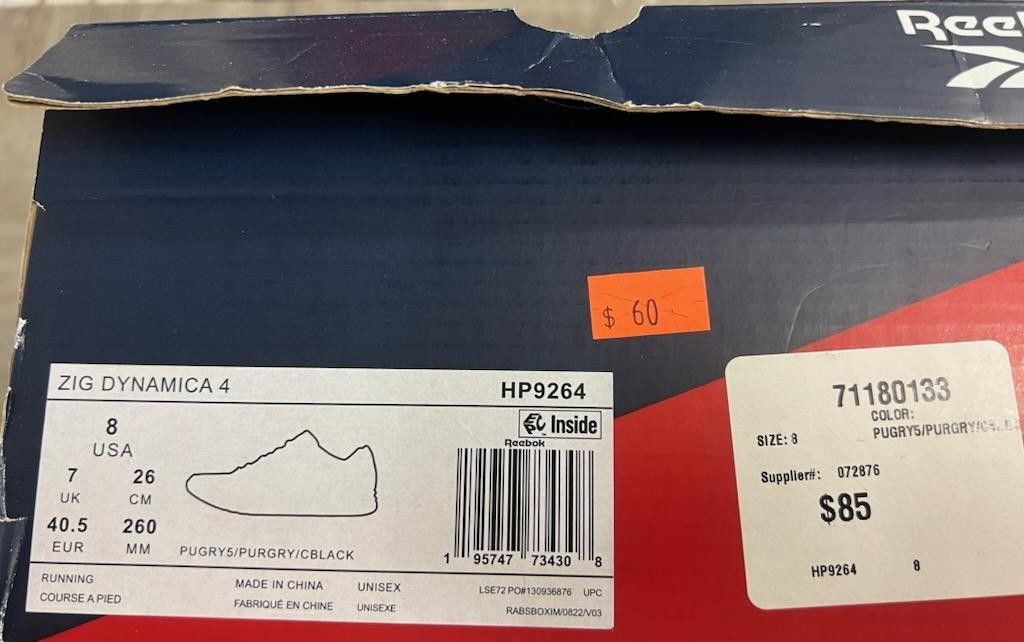 $ 60
ZIG DYNAMICA 4
HP9264
8
USA
7
UK
26
CM
40.5
EUR
260
MM
PUGRY5/PURGRY/CBLACK
Inside
Reebok
1 95747 73430 8
RUNNING
COURSE A PIED
MADE IN CHINA
FABRIQUÉ EN CHINE
UNISEX
UNISEXE
LSE72 PO#130936876 UPC
RABSBOXIM/0822/V03
71180133
COLOR:
SIZE: 8
PUGRY5/PURGRY/
Supplier#: 072876
$85
HP9264 8